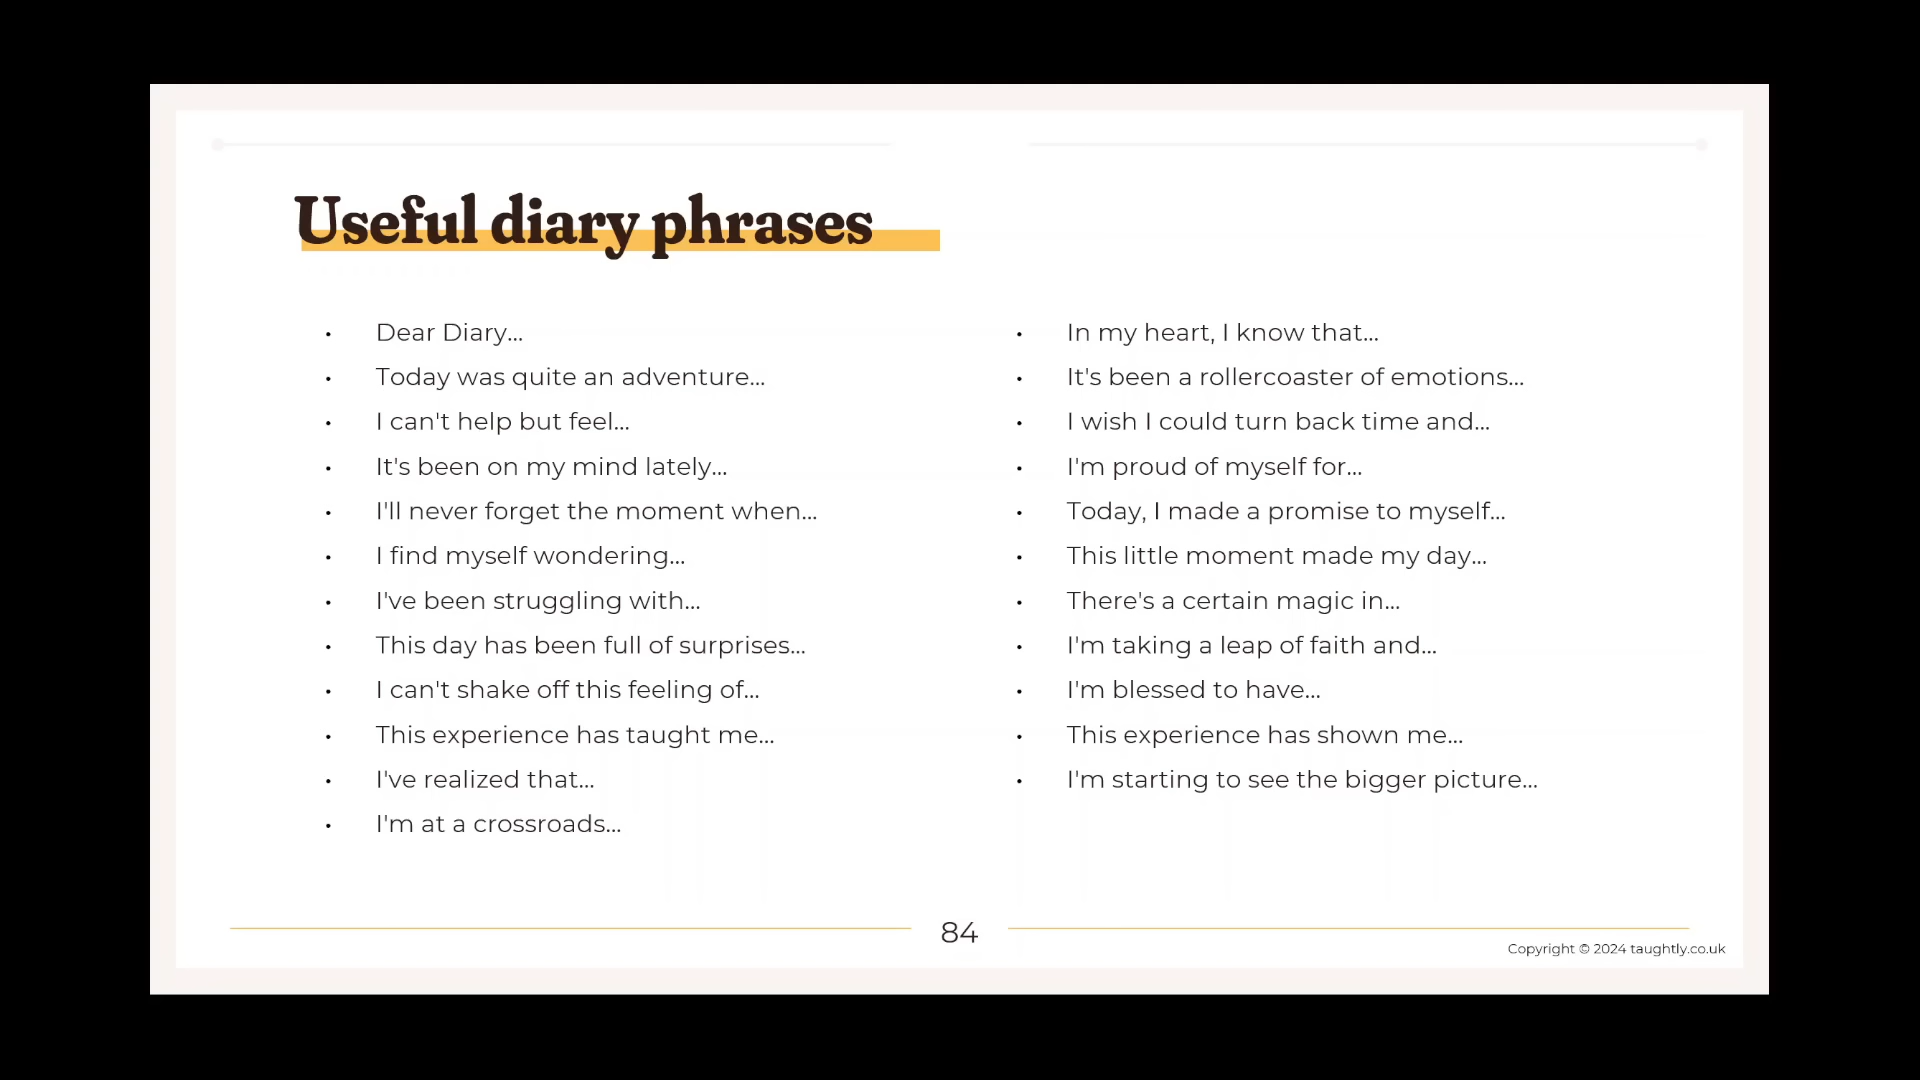 Useful diary phrases
• Dear Diary...
• Today was quite an adventure...
• I can't help but feel...
• It's been on my mind lately...
• I'll never forget the moment when...
• I find myself wondering...
• I've been struggling with...
• This day has been full of surprises...
• I can't shake off this feeling of...
• This experience has taught me...
• I've realized that...
• I'm at a crossroads...
• In my heart, I know that...
• It's been a rollercoaster of emotions...
• I wish I could turn back time and...
• I'm proud of myself for...
• Today, I made a promise to myself...
• This little moment made my day...
• There's a certain magic in...
• I'm taking a leap of faith and...
• I'm blessed to have...
• This experience has shown me...
• I'm starting to see the bigger picture...
84
Copyright © 2024 taughtly.co.uk